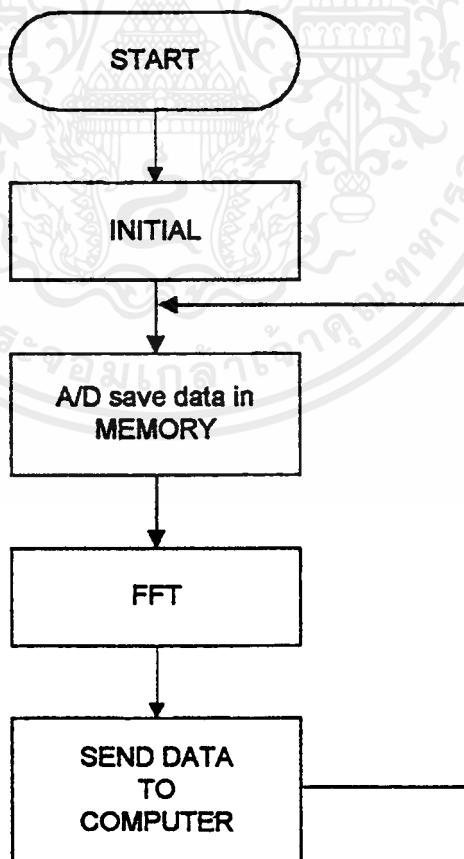 START
INITIAL
A/D save data in
MEMORY
FFT
SEND DATA
TO
COMPUTER